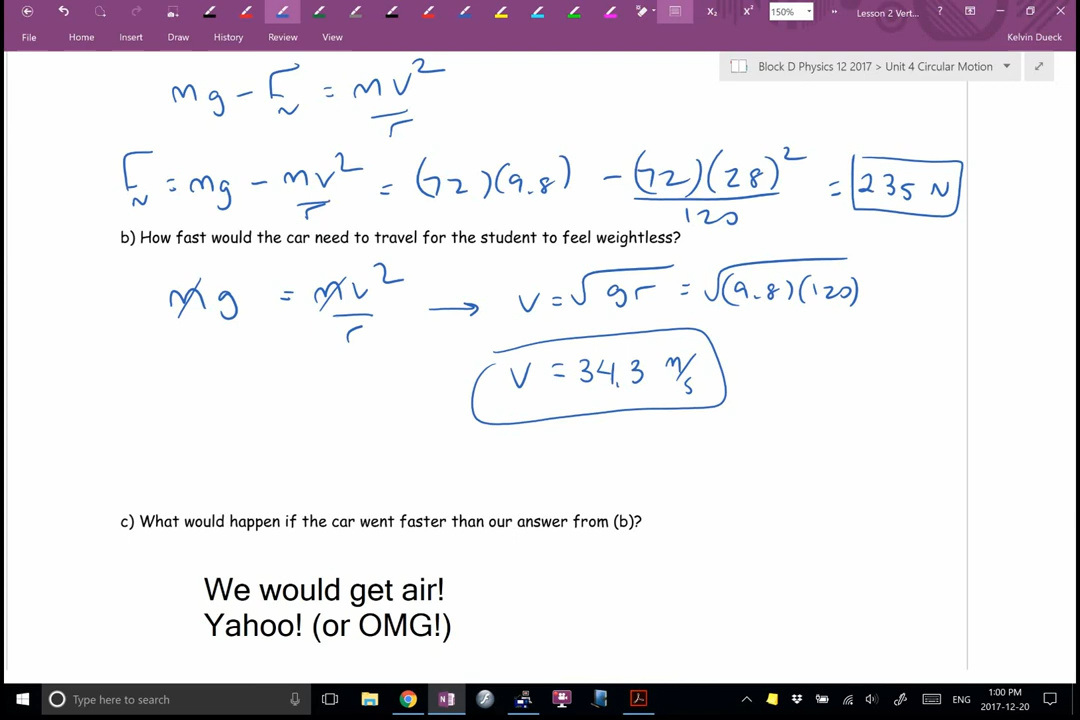 150%
Lesson 2 Vert...
File Home Insert Draw History Review View
Kelvin Dueck
Block D Physics 12 2017 > Unit 4 Circular Motion
mg - F_N = mv²/r
F_N = mg - mv²/r = (72)(9.8) - (72)(28)²/120 = 235 N
b) How fast would the car need to travel for the student to feel weightless?
mg = mv²/r → v = √gr = √(9.8)(120)
v = 34.3 m/s
c) What would happen if the car went faster than our answer from (b)?
We would get air!
Yahoo! (or OMG!)
Type here to search
ENG
1:00 PM
2017-12-20